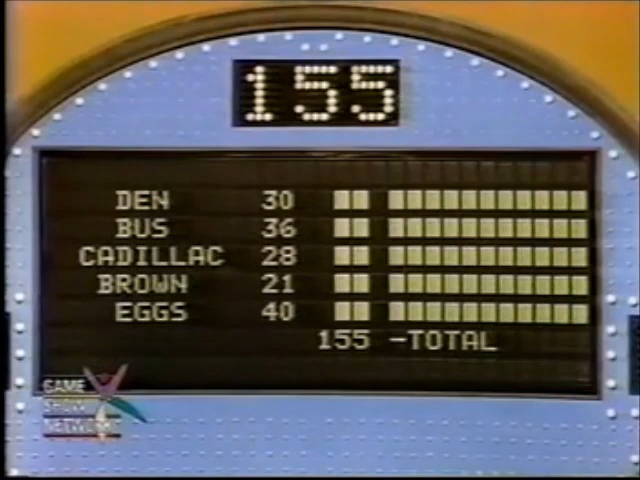 155
DEN 30
BUS 36
CADILLAC 28
BROWN 21
EGGS 40
155 -TOTAL
GAME
SHOW
NETWORK